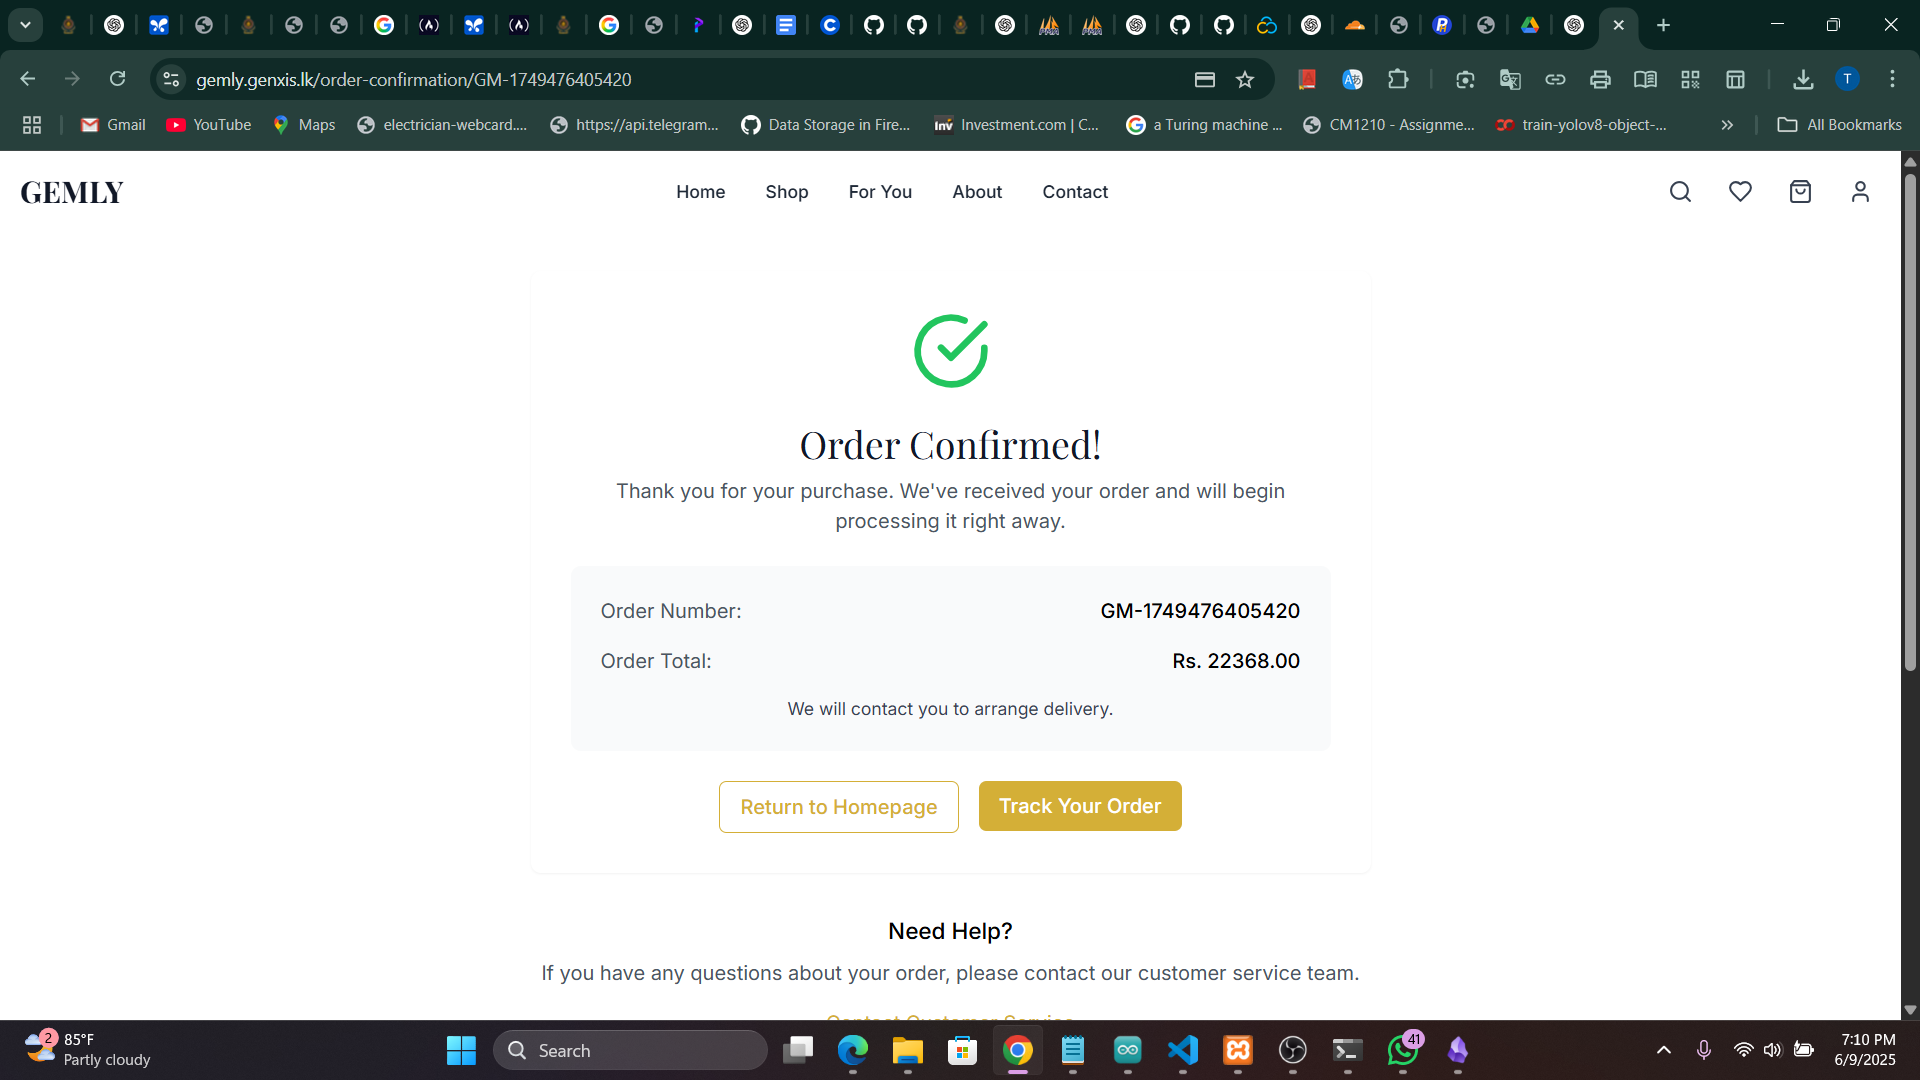 gemly.genxis.lk/order-confirmation/GM-1749476405420
T
Gmail YouTube Maps electrician-webcard.... https://api.telegram... Data Storage in Fire... Investment.com | C... a Turing machine ... CM1210 - Assignme... train-yolov8-object-... All Bookmarks
GEMLY Home Shop For You About Contact
Order Confirmed!
Thank you for your purchase. We've received your order and will begin
processing it right away.
Order Number: GM-1749476405420
Order Total: Rs. 22368.00
We will contact you to arrange delivery.
Return to Homepage Track Your Order
Need Help?
If you have any questions about your order, please contact our customer service team.
Contact Customer Service
2 85°F
Partly cloudy
Search
41
7:10 PM
6/9/2025